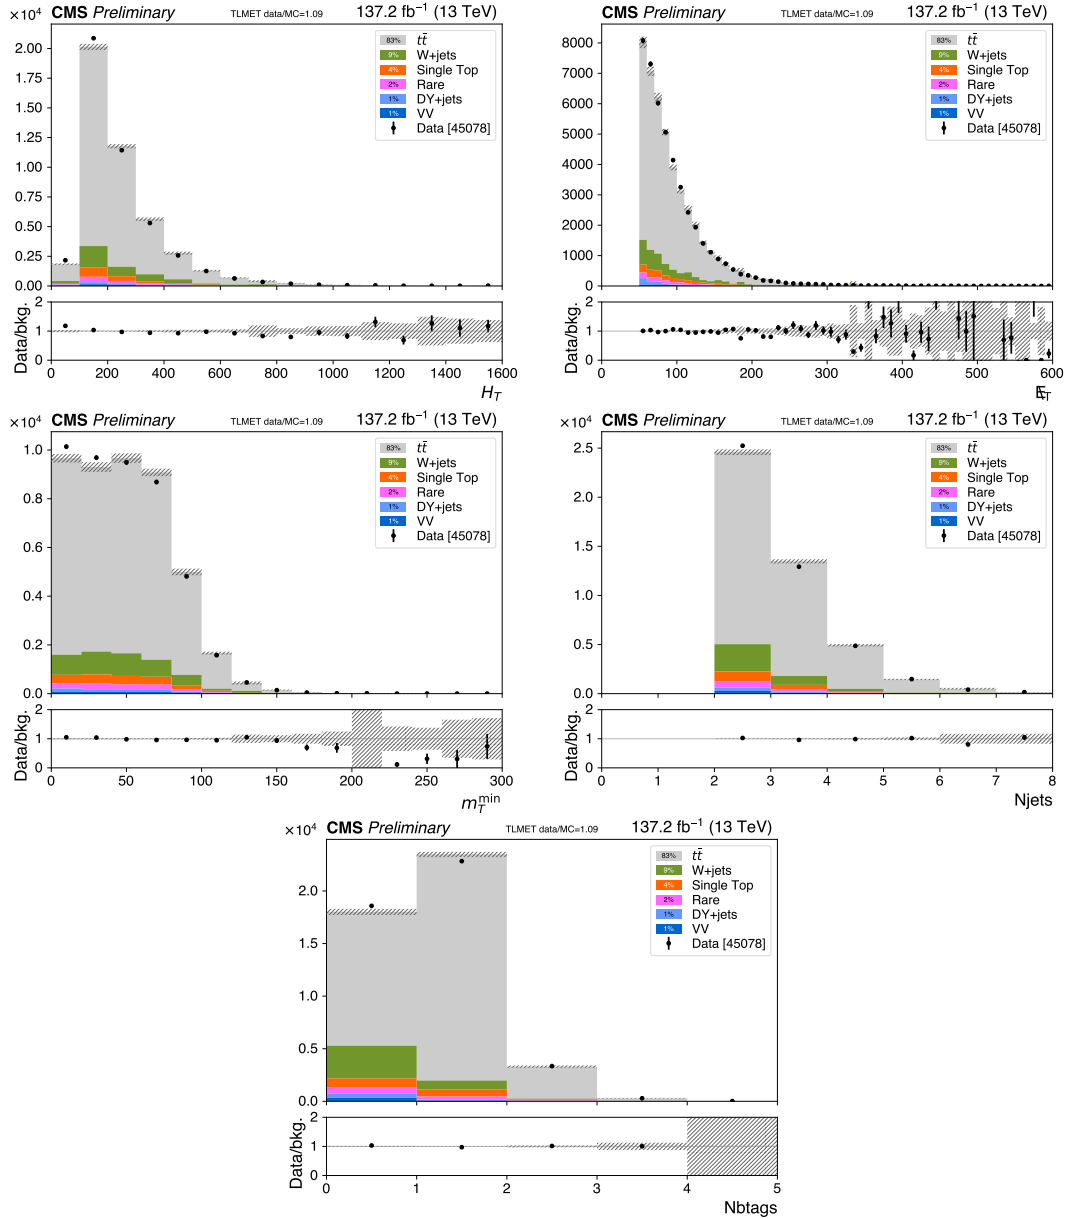 ×10⁴ CMS Preliminary TLMET data/MC=1.09 137.2 fb⁻¹ (13 TeV)
2.00
1.75
1.50
1.25
1.00
0.75
0.50
0.25
0.00
83% tt̄
9% W+jets
4% Single Top
2% Rare
1% DY+jets
1% VV
Data [45078]
Data/bkg.
2
1
0
0 200 400 600 800 1000 1200 1400 1600
H_T
CMS Preliminary TLMET data/MC=1.09 137.2 fb⁻¹ (13 TeV)
8000
7000
6000
5000
4000
3000
2000
1000
0
83% tt̄
9% W+jets
4% Single Top
2% Rare
1% DY+jets
1% VV
Data [45078]
Data/bkg.
2
1
0
0 100 200 300 400 500 600
E̸_T
×10⁴ CMS Preliminary TLMET data/MC=1.09 137.2 fb⁻¹ (13 TeV)
1.0
0.8
0.6
0.4
0.2
0.0
83% tt̄
9% W+jets
4% Single Top
2% Rare
1% DY+jets
1% VV
Data [45078]
Data/bkg.
2
1
0
0 50 100 150 200 250 300
m_T^min
×10⁴ CMS Preliminary TLMET data/MC=1.09 137.2 fb⁻¹ (13 TeV)
2.5
2.0
1.5
1.0
0.5
0.0
83% tt̄
9% W+jets
4% Single Top
2% Rare
1% DY+jets
1% VV
Data [45078]
Data/bkg.
2
1
0
0 1 2 3 4 5 6 7 8
Njets
×10⁴ CMS Preliminary TLMET data/MC=1.09 137.2 fb⁻¹ (13 TeV)
2.0
1.5
1.0
0.5
0.0
83% tt̄
9% W+jets
4% Single Top
2% Rare
1% DY+jets
1% VV
Data [45078]
Data/bkg.
2
1
0
0 1 2 3 4 5
Nbtags